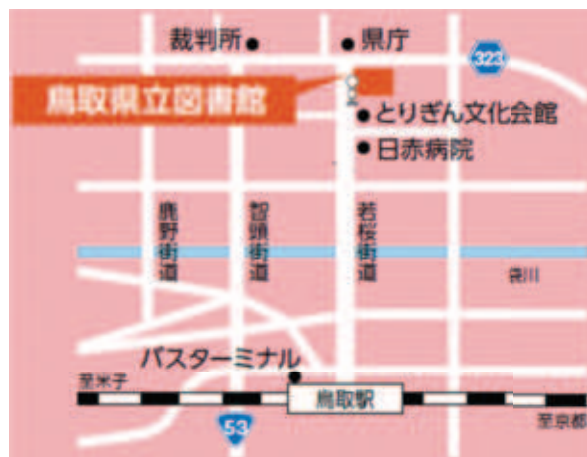 裁判所
県庁
323
鳥取県立図書館
とりぎん文化会館
日赤病院
鹿野街道
智頭街道
若桜街道
袋川
バスターミナル
至米子
鳥取駅
53
至京都